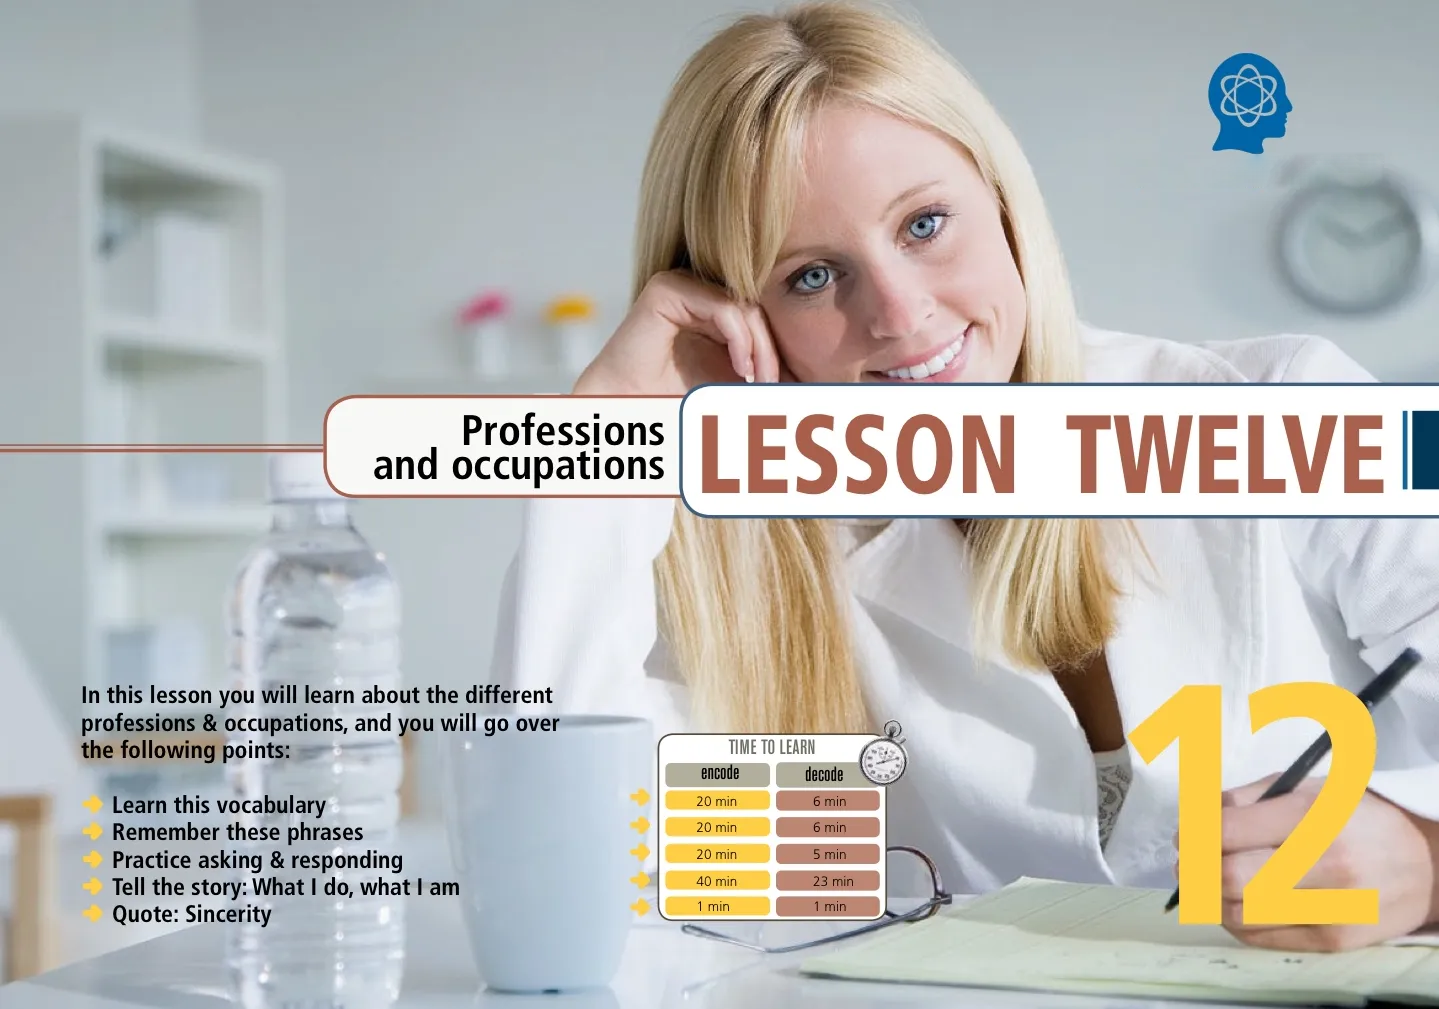 Professions
and occupations
LESSON TWELVE
In this lesson you will learn about the different
professions & occupations, and you will go over
the following points:
Learn this vocabulary
Remember these phrases
Practice asking & responding
Tell the story: What I do, what I am
Quote: Sincerity
TIME TO LEARN
encode decode
20 min 6 min
20 min 6 min
20 min 5 min
40 min 23 min
1 min 1 min
12